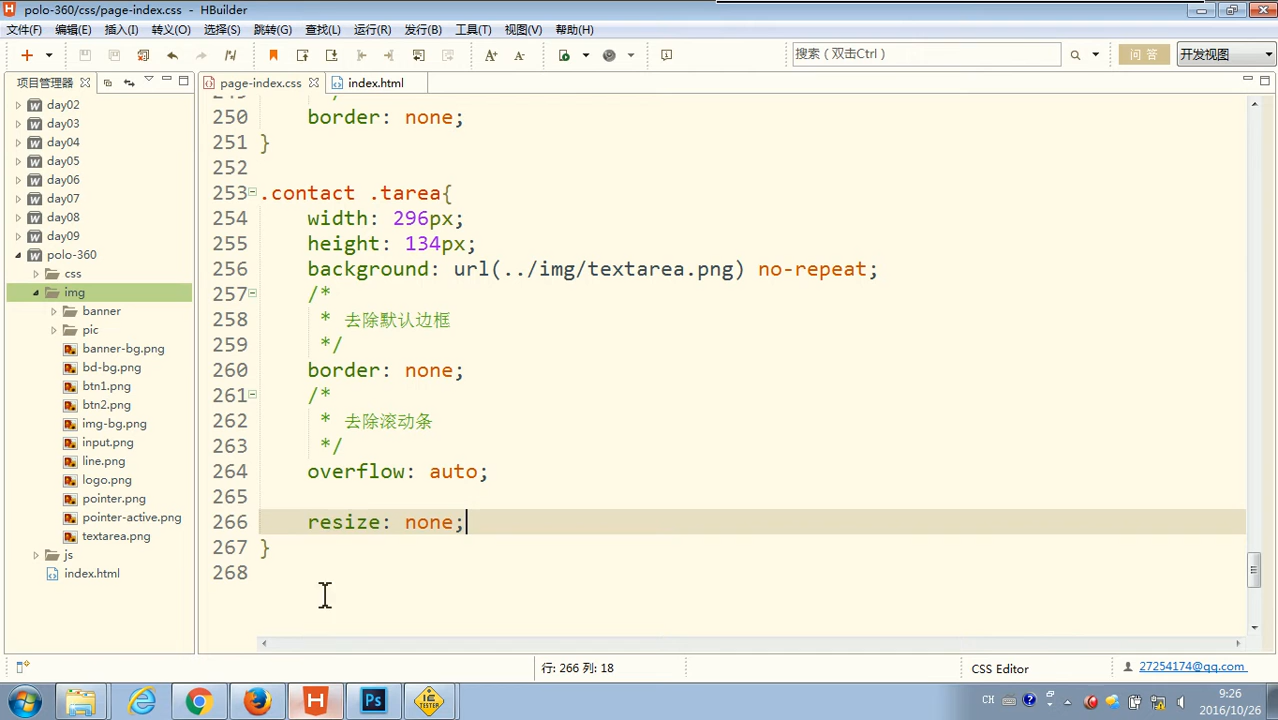 polo-360/css/page-index.css - HBuilder
文件(F) 编辑(E) 插入(I) 转义(O) 选择(S) 跳转(G) 查找(L) 运行(R) 发行(B) 工具(T) 视图(V) 帮助(H)
搜索（双击Ctrl） 问 答 开发视图
项目管理器 page-index.css index.html
day02
day03
day04
day05
day06
day07
day08
day09
polo-360
css
img
banner
pic
banner-bg.png
bd-bg.png
btn1.png
btn2.png
img-bg.png
input.png
line.png
logo.png
pointer.png
pointer-active.png
textarea.png
js
index.html
250 border: none;
251 }
252
253 .contact .tarea{
254 width: 296px;
255 height: 134px;
256 background: url(../img/textarea.png) no-repeat;
257 /*
258 * 去除默认边框
259 */
260 border: none;
261 /*
262 * 去除滚动条
263 */
264 overflow: auto;
265
266 resize: none;
267 }
268
行: 266 列: 18 CSS Editor 27254174@qq.com
Ps IC TESTER CH 9:26
2016/10/26